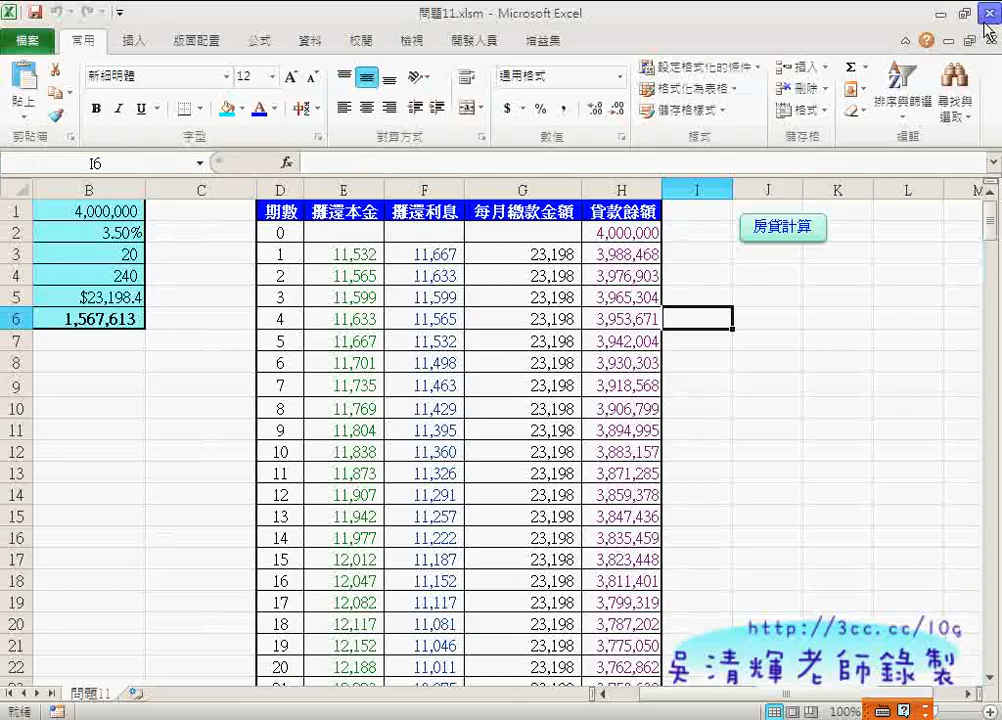 問題11.xlsm - Microsoft Excel
檔案 常用 插入 版面配置 公式 資料 校閱 檢視 開發人員 增益集
貼上 新細明體 12 A A 通用格式 設定格式化的條件 插入 Σ
格式化為表格 刪除 排序與篩選 尋找與選取
B I U A $ % , 儲存格樣式 格式
剪貼簿 字型 對齊方式 數值 樣式 儲存格 編輯
I6 fx
B C D E F G H I J K L M
1 4,000,000 期數 攤還本金 攤還利息 每月繳款金額 貸款餘額 房貸計算
2 3.50% 0 4,000,000
3 20 1 11,532 11,667 23,198 3,988,468
4 240 2 11,565 11,633 23,198 3,976,903
5 $23,198.4 3 11,599 11,599 23,198 3,965,304
6 1,567,613 4 11,633 11,565 23,198 3,953,671
7 5 11,667 11,532 23,198 3,942,004
8 6 11,701 11,498 23,198 3,930,303
9 7 11,735 11,463 23,198 3,918,568
10 8 11,769 11,429 23,198 3,906,799
11 9 11,804 11,395 23,198 3,894,995
12 10 11,838 11,360 23,198 3,883,157
13 11 11,873 11,326 23,198 3,871,285
14 12 11,907 11,291 23,198 3,859,378
15 13 11,942 11,257 23,198 3,847,436
16 14 11,977 11,222 23,198 3,835,459
17 15 12,012 11,187 23,198 3,823,448
18 16 12,047 11,152 23,198 3,811,401
19 17 12,082 11,117 23,198 3,799,319
20 18 12,117 11,081 23,198 3,787,202
21 19 12,152 11,046 23,198 3,775,050
22 20 12,188 11,011 23,198 3,762,862
http://3cc.cc/10g
吳清輝老師錄製
問題11
就緒 100%